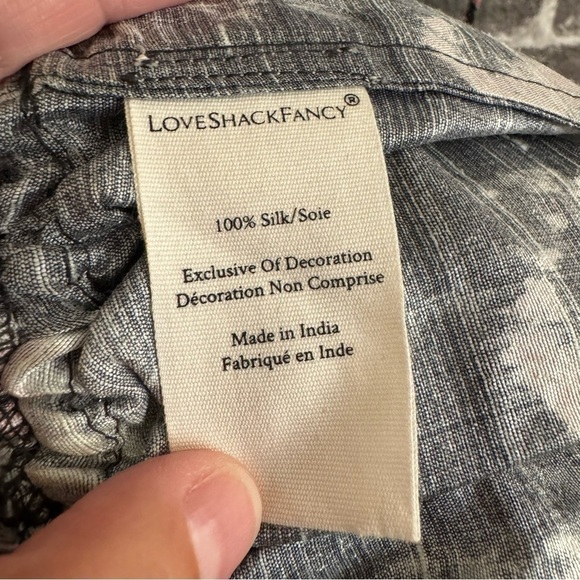 LOVESHACKFANCY®
100% Silk/Soie
Exclusive Of Decoration
Décoration Non Comprise
Made in India
Fabriqué en Inde